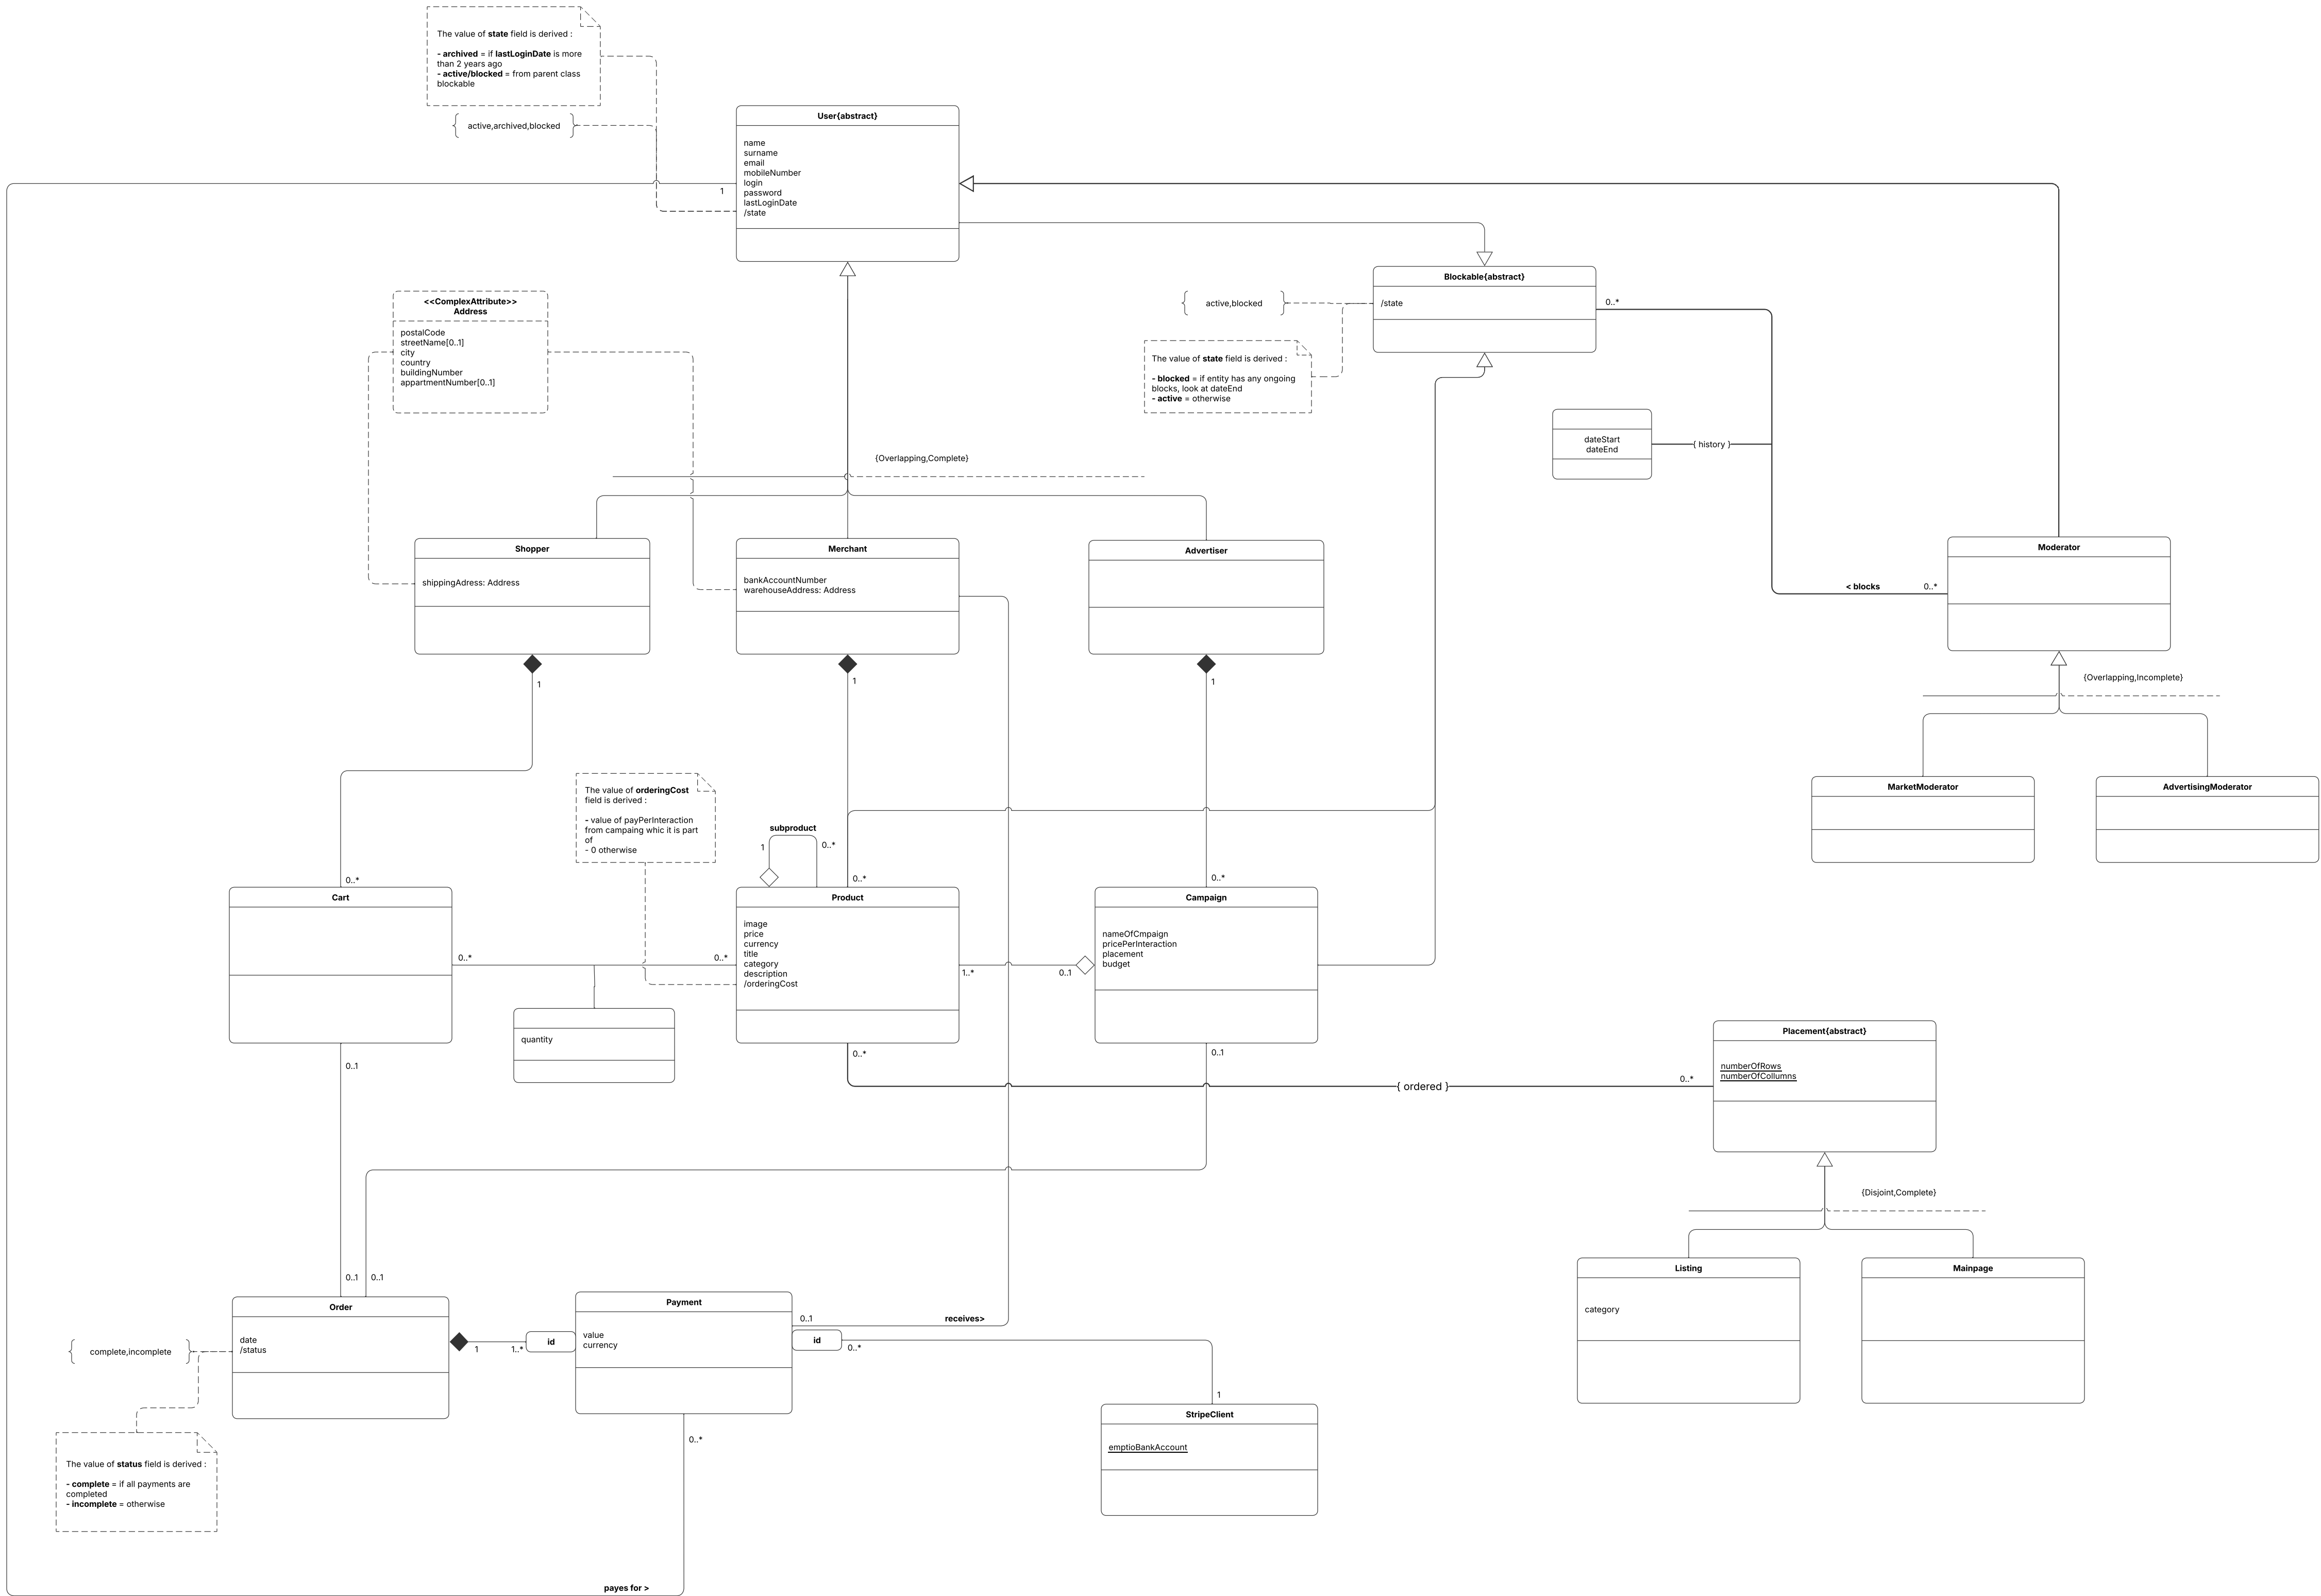 The value of state field is derived :
- archived = if lastLoginDate is more
than 2 years ago
- active/blocked = from parent class
blockable
active,archived,blocked
User{abstract}
name
surname
email
mobileNumber
login
password
lastLoginDate
/state
1
Blockable{abstract}
/state
active,blocked
0..*
The value of state field is derived :
- blocked = if entity has any ongoing
blocks, look at dateEnd
- active = otherwise
<<ComplexAttribute>>
Address
postalCode
streetName[0..1]
city
country
buildingNumber
appartmentNumber[0..1]
dateStart
dateEnd
{ history }
{Overlapping,Complete}
Shopper
shippingAdress: Address
1
Merchant
bankAccountNumber
warehouseAddress: Address
1
Advertiser
1
Moderator
< blocks
0..*
{Overlapping,Incomplete}
MarketModerator
AdvertisingModerator
The value of orderingCost
field is derived :
- value of payPerInteraction
from campaing whic it is part
of
- 0 otherwise
subproduct
1
0..*
0..*
0..*
0..*
Cart
Product
image
price
currency
title
category
description
/orderingCost
Campaign
nameOfCmpaign
pricePerInteraction
placement
budget
0..*
0..*
1..*
0..1
quantity
0..1
0..*
0..1
{ ordered }
0..*
Placement{abstract}
numberOfRows
numberOfCollumns
{Disjoint,Complete}
Listing
category
Mainpage
0..1
0..1
Order
date
/status
complete,incomplete
1
1..*
id
Payment
value
currency
0..1
receives>
id
0..*
1
StripeClient
emptioBankAccount
0..*
The value of status field is derived :
- complete = if all payments are
completed
- incomplete = otherwise
payes for >